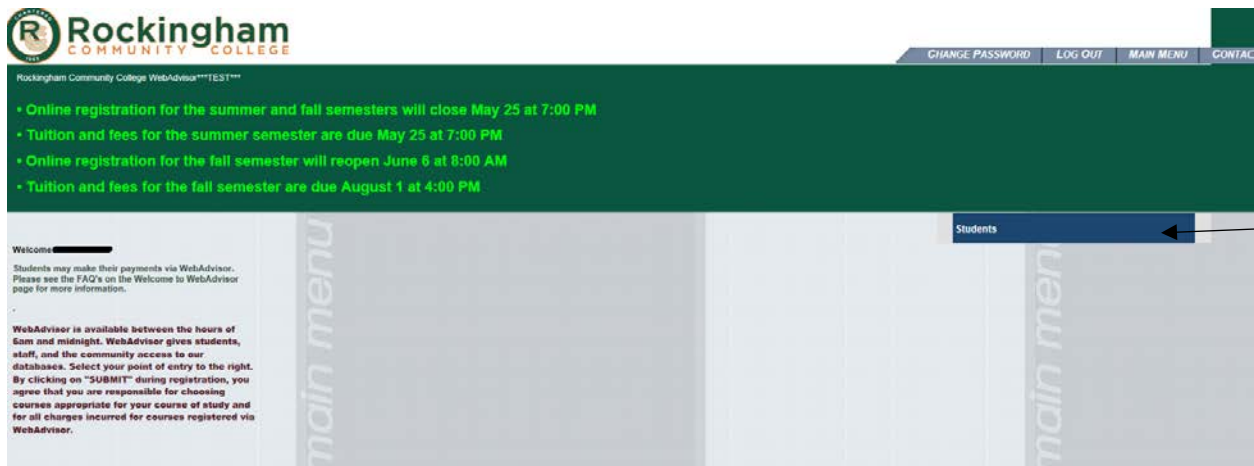 Rockingham
COMMUNITY COLLEGE
CHANGE PASSWORD LOG OUT MAIN MENU CONTAC
Rockingham Community College WebAdvisor***TEST***
• Online registration for the summer and fall semesters will close May 25 at 7:00 PM
• Tuition and fees for the summer semester are due May 25 at 7:00 PM
• Online registration for the fall semester will reopen June 6 at 8:00 AM
• Tuition and fees for the fall semester are due August 1 at 4:00 PM
Students
Welcome
Students may make their payments via WebAdvisor.
Please see the FAQ's on the Welcome to WebAdvisor
page for more information.
.
WebAdvisor is available between the hours of
6am and midnight. WebAdvisor gives students,
staff, and the community access to our
databases. Select your point of entry to the right.
By clicking on "SUBMIT" during registration, you
agree that you are responsible for choosing
courses appropriate for your course of study and
for all charges incurred for courses registered via
WebAdvisor.
main menu
main menu